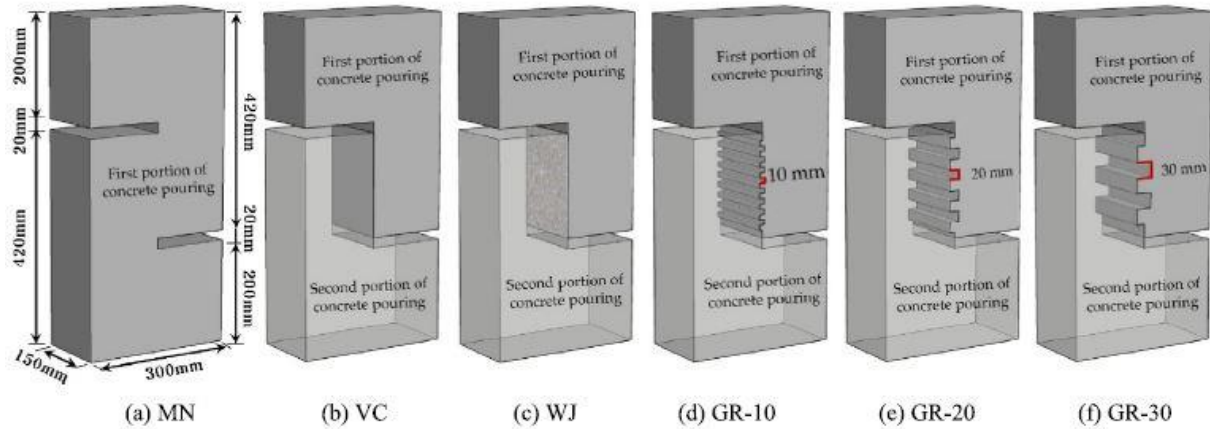 200mm
20mm
420mm
150mm
300mm
420mm
20mm
200mm
First portion of
concrete pouring
First portion of
concrete pouring
Second portion of
concrete pouring
First portion of
concrete pouring
Second portion of
concrete pouring
First portion of
concrete pouring
10 mm
Second portion of
concrete pouring
First portion of
concrete pouring
20 mm
Second portion of
concrete pouring
First portion of
concrete pouring
30 mm
Second portion of
concrete pouring
(a) MN
(b) VC
(c) WJ
(d) GR-10
(e) GR-20
(f) GR-30